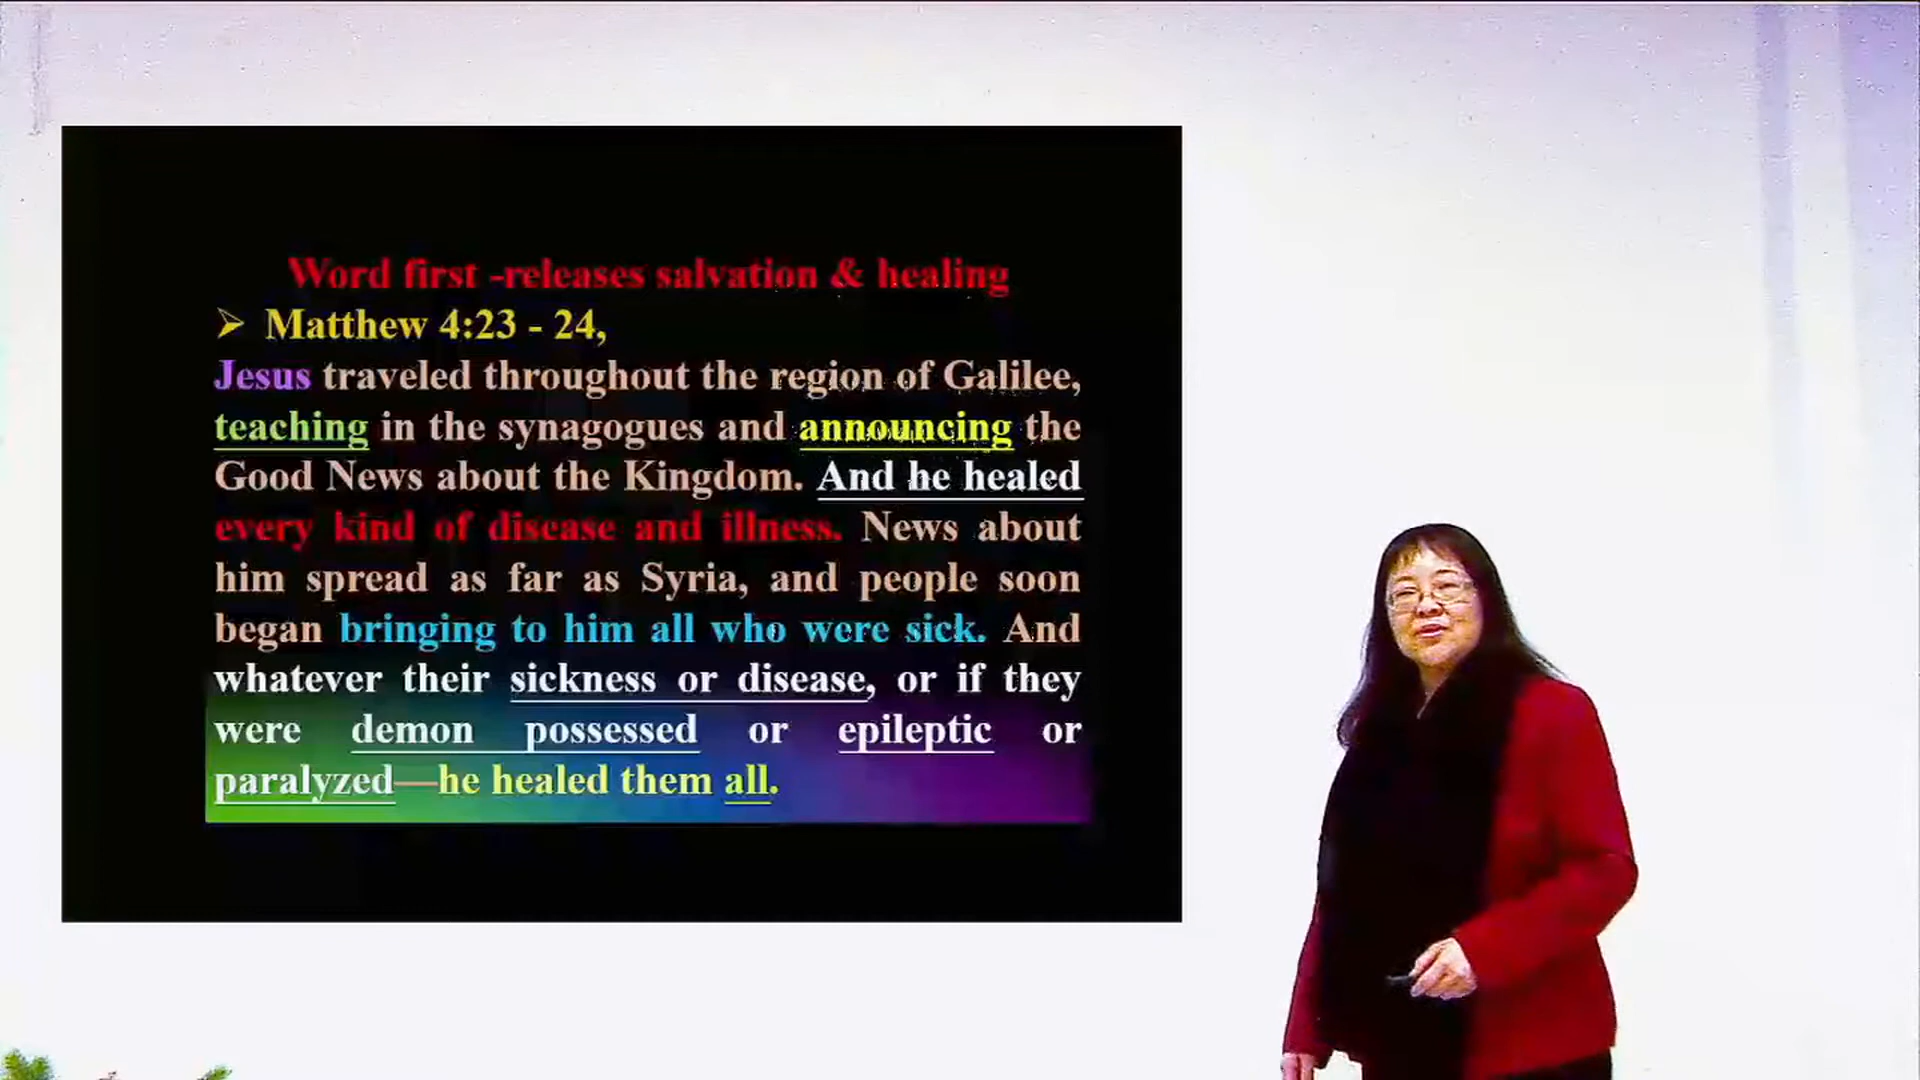 Word first -releases salvation & healing
➢ Matthew 4:23 - 24,
Jesus traveled throughout the region of Galilee,
teaching in the synagogues and announcing the
Good News about the Kingdom. And he healed
every kind of disease and illness. News about
him spread as far as Syria, and people soon
began bringing to him all who were sick. And
whatever their sickness or disease, or if they
were demon possessed or epileptic or
paralyzed—he healed them all.